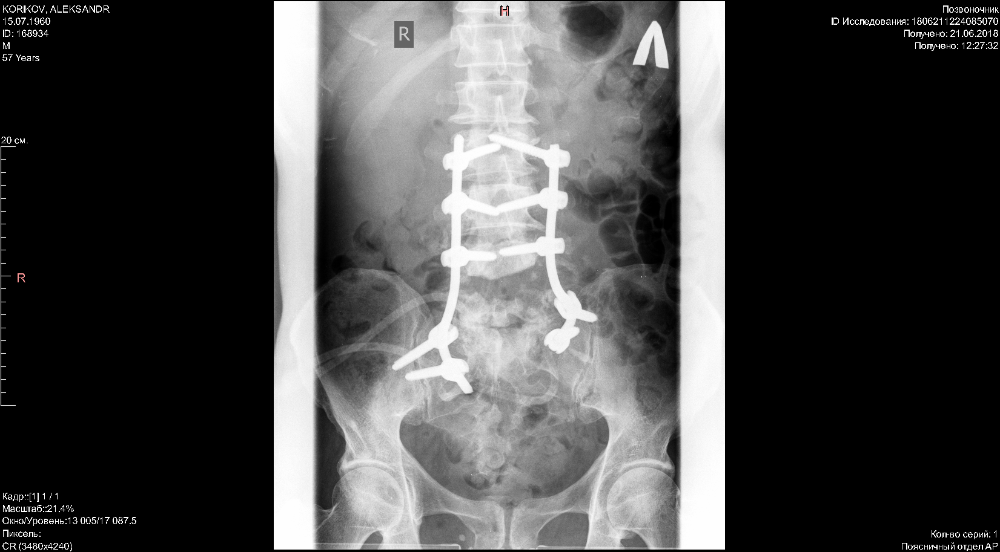 KORIKOV, ALEKSANDR
15.07.1960
ID: 168934
M
57 Years
Позвоночник
ID Исследования: 1806211224085070
Получено: 21.06.2018
Получено: 12:27:32
H
R
20 см.
R
Кадр::[1] 1 / 1
Масштаб::21,4%
Окно/Уровень:13 005/17 087,5
Пиксель:
CR (3480x4240)
Кол-во серий: 1
Поясничный отдел AP